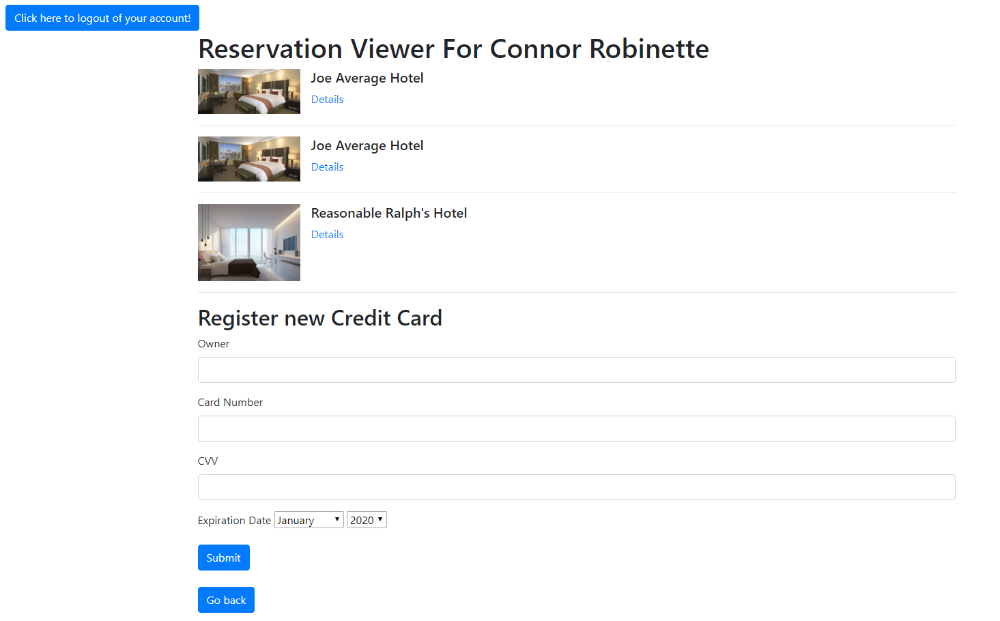 Click here to logout of your account!
Reservation Viewer For Connor Robinette
Joe Average Hotel
Details
Joe Average Hotel
Details
Reasonable Ralph's Hotel
Details
Register new Credit Card
Owner
Card Number
CVV
Expiration Date January 2020
Submit
Go back